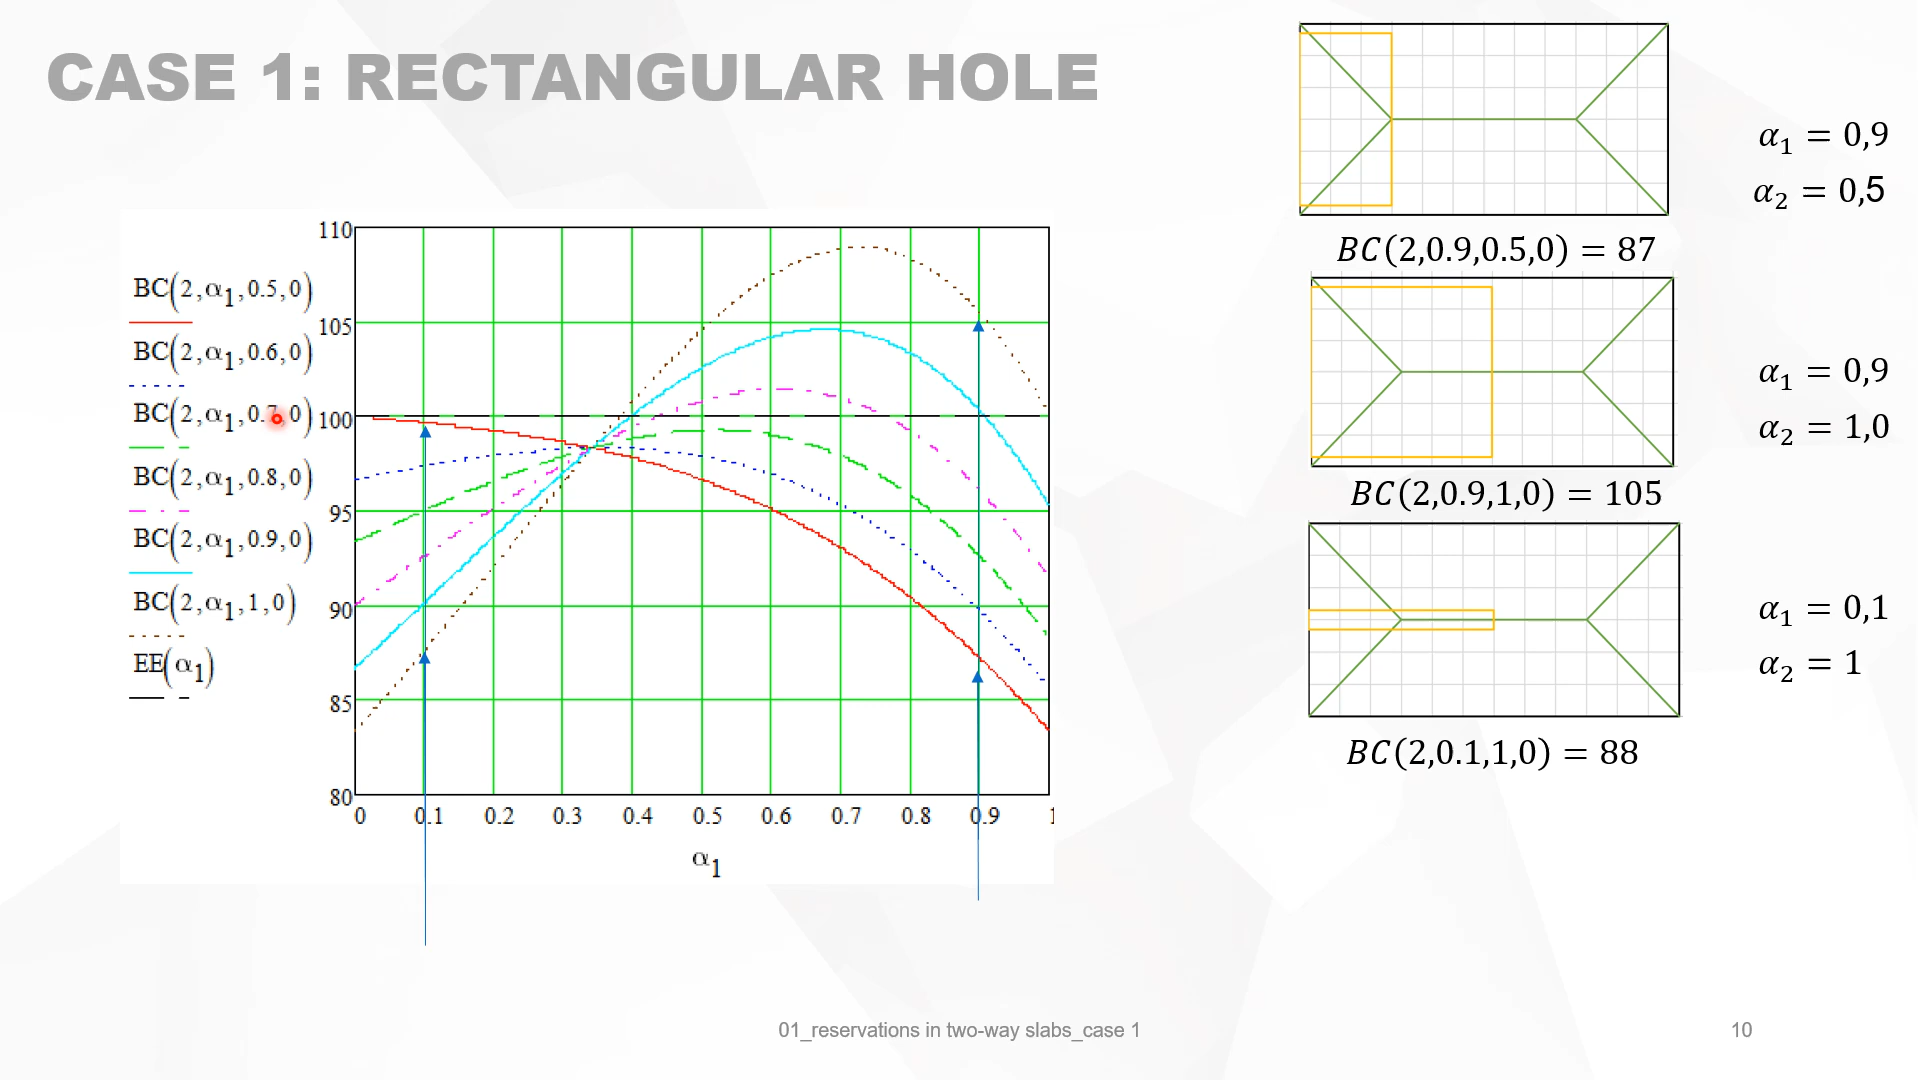 CASE 1: RECTANGULAR HOLE
BC(2,α1,0.5,0)
BC(2,α1,0.6,0)
BC(2,α1,0.7,0)
BC(2,α1,0.8,0)
BC(2,α1,0.9,0)
BC(2,α1,1,0)
EE(α1)
110
105
100
95
90
85
80
0 0.1 0.2 0.3 0.4 0.5 0.6 0.7 0.8 0.9 1
α1
α1 = 0,9
α2 = 0,5
BC(2,0.9,0.5,0) = 87
α1 = 0,9
α2 = 1,0
BC(2,0.9,1,0) = 105
α1 = 0,1
α2 = 1
BC(2,0.1,1,0) = 88
01_reservations in two-way slabs_case 1
10